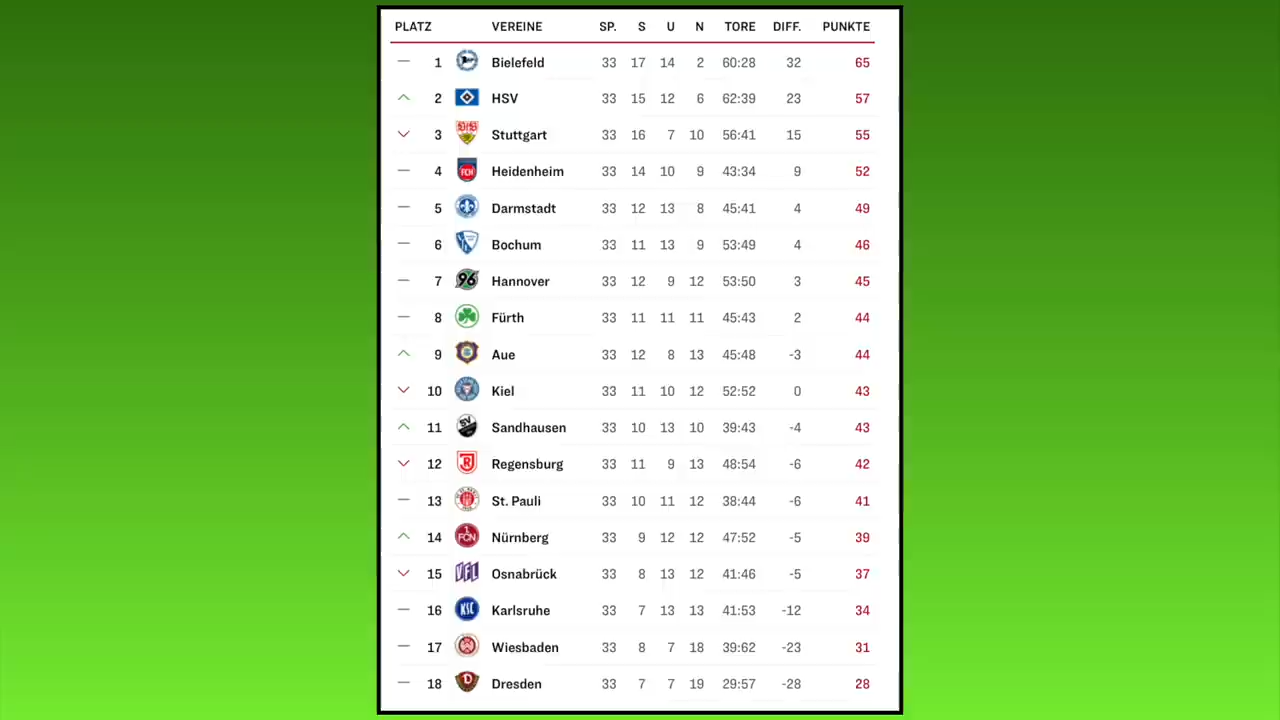 PLATZ VEREINE SP. S U N TORE DIFF. PUNKTE
1 Bielefeld 33 17 14 2 60:28 32 65
2 HSV 33 15 12 6 62:39 23 57
3 Stuttgart 33 16 7 10 56:41 15 55
4 Heidenheim 33 14 10 9 43:34 9 52
5 Darmstadt 33 12 13 8 45:41 4 49
6 Bochum 33 11 13 9 53:49 4 46
7 96 Hannover 33 12 9 12 53:50 3 45
8 Fürth 33 11 11 11 45:43 2 44
9 Aue 33 12 8 13 45:48 -3 44
10 Kiel 33 11 10 12 52:52 0 43
11 SV Sandhausen 33 10 13 10 39:43 -4 43
12 R Regensburg 33 11 9 13 48:54 -6 42
13 St. Pauli 33 10 11 12 38:44 -6 41
14 1. FCN Nürnberg 33 9 12 12 47:52 -5 39
15 VFL Osnabrück 33 8 13 12 41:46 -5 37
16 KSC Karlsruhe 33 7 13 13 41:53 -12 34
17 Wiesbaden 33 8 7 18 39:62 -23 31
18 D Dresden 33 7 7 19 29:57 -28 28